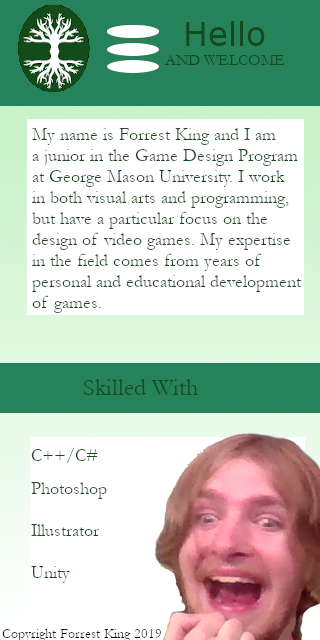 Hello
AND WELCOME
My name is Forrest King and I am
a junior in the Game Design Program
at George Mason University. I work
in both visual arts and programming,
but have a particular focus on the
design of video games. My expertise
in the field comes from years of
personal and educational development
of games.
Skilled With
C++/C#
Photoshop
Illustrator
Unity
Copyright Forrest King 2019